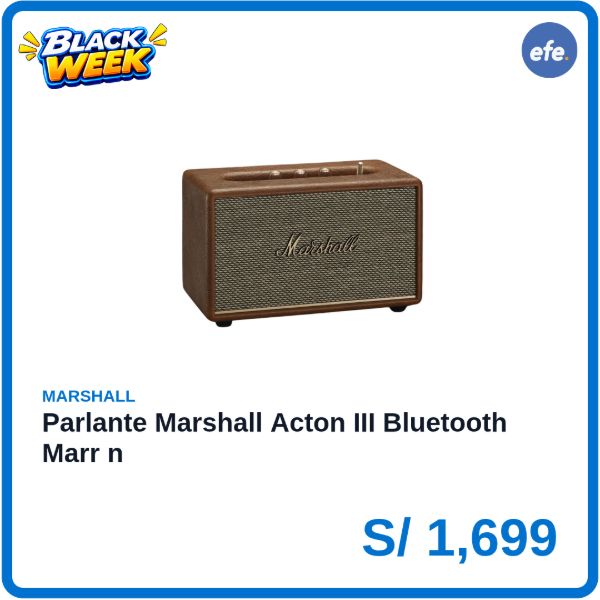 BLACK
WEEK
efe.
Marshall
MARSHALL
Parlante Marshall Acton III Bluetooth
Marr n
S/ 1,699